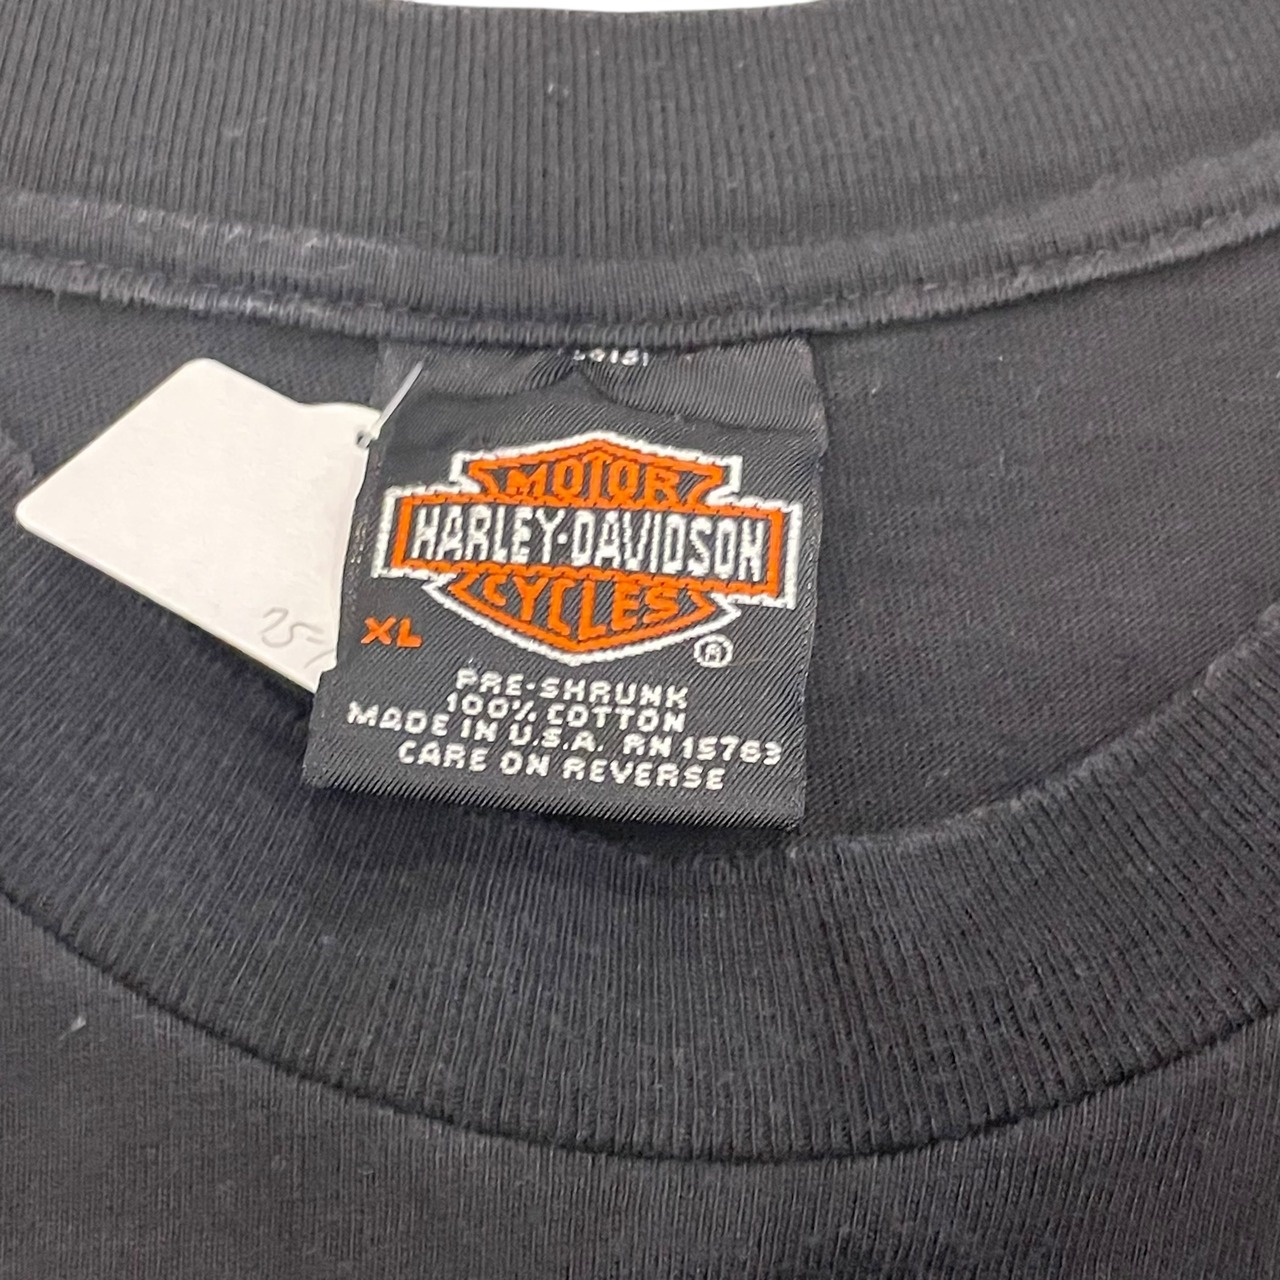 MOTOR
HARLEY-DAVIDSON
CYCLES
®
XL
PRE-SHRUNK
100% COTTON
MADE IN U.S.A. RN 15763
CARE ON REVERSE